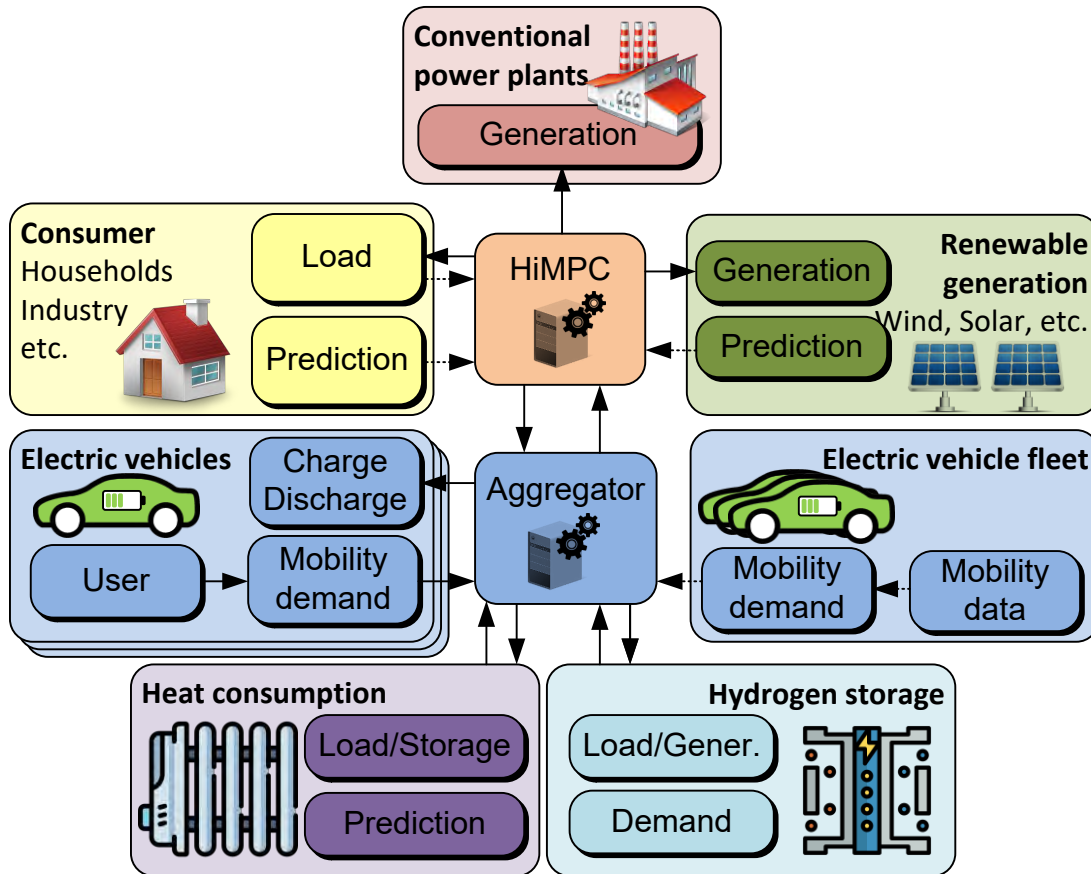 Conventional
power plants
Generation
Consumer
Households
Industry
etc.
Load
Prediction
HiMPC
Generation
Prediction
Renewable
generation
Wind, Solar, etc.
Electric vehicles
Charge
Discharge
User
Mobility
demand
Aggregator
Electric vehicle fleet
Mobility
demand
Mobility
data
Heat consumption
Load/Storage
Prediction
Hydrogen storage
Load/Gener.
Demand